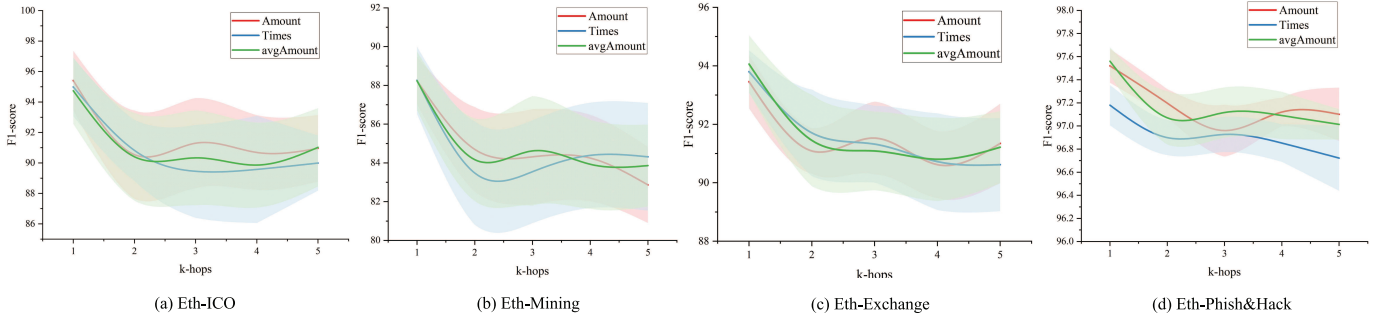 100
98
96
94
92
90
88
86
F1-score
1
2
3
4
5
k-hops
Amount
Times
avgAmount
(a) Eth-ICO
92
90
88
86
84
82
80
F1-score
1
2
3
4
5
k-hops
Amount
Times
avgAmount
(b) Eth-Mining
96
94
92
90
88
F1-score
1
2
3
4
5
k-hops
Amount
Times
avgAmount
(c) Eth-Exchange
98.0
97.8
97.6
97.4
97.2
97.0
96.8
96.6
96.4
96.2
96.0
F1-score
1
2
3
4
5
k-hops
Amount
Times
avgAmount
(d) Eth-Phish&Hack